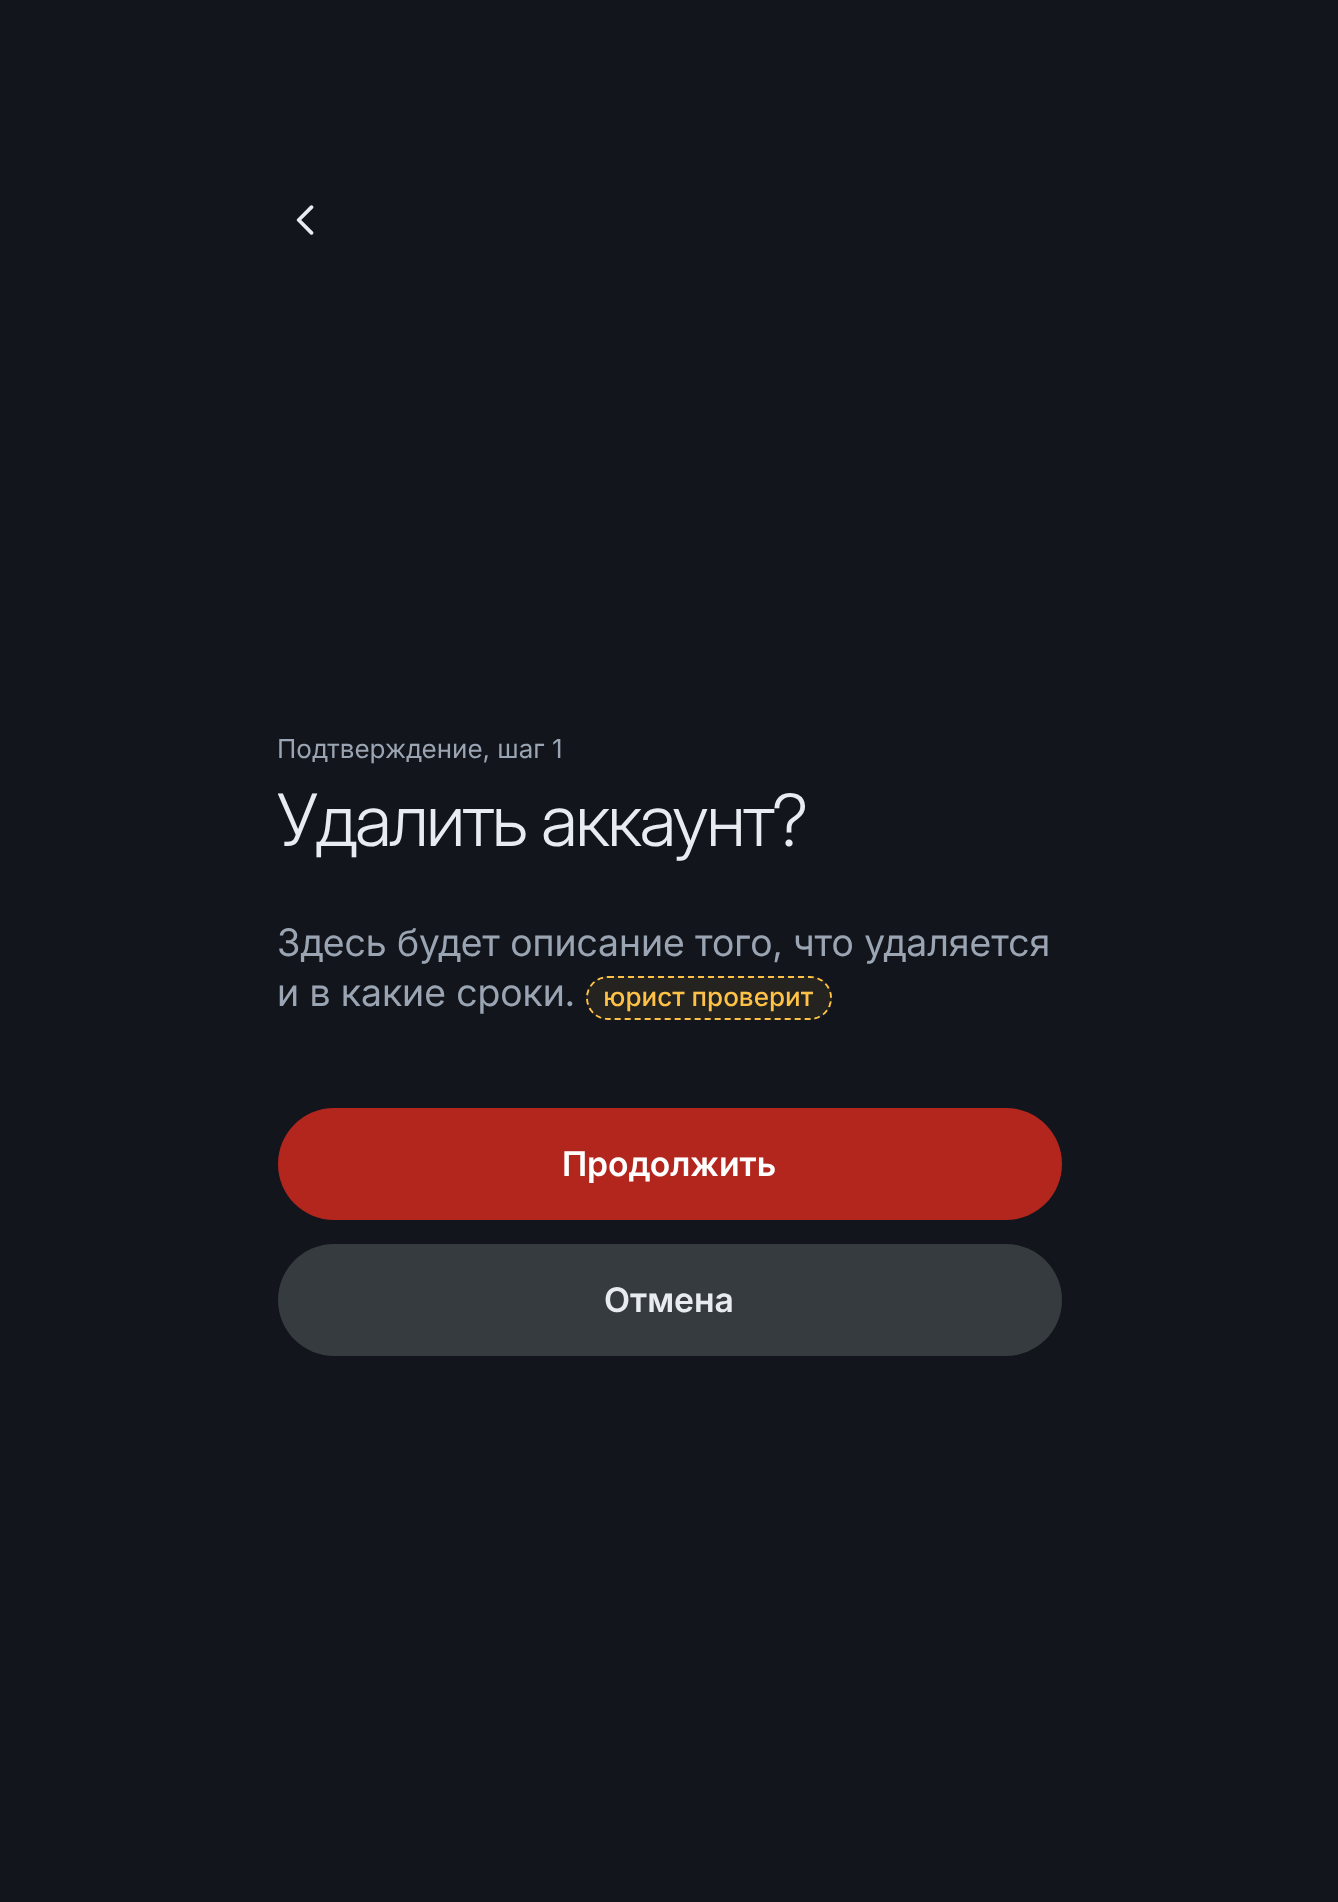 Подтверждение, шаг 1
Удалить аккаунт?
Здесь будет описание того, что удаляется
и в какие сроки. юрист проверит
Продолжить
Отмена